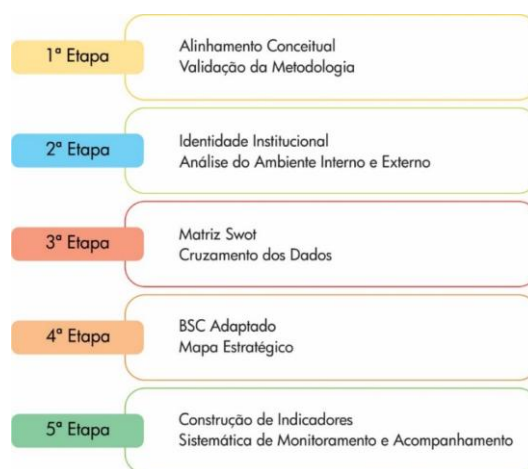 1ª Etapa
Alinhamento Conceitual
Validação da Metodologia
2ª Etapa
Identidade Institucional
Análise do Ambiente Interno e Externo
3ª Etapa
Matriz Swot
Cruzamento dos Dados
4ª Etapa
BSC Adaptado
Mapa Estratégico
5ª Etapa
Construção de Indicadores
Sistemática de Monitoramento e Acompanhamento